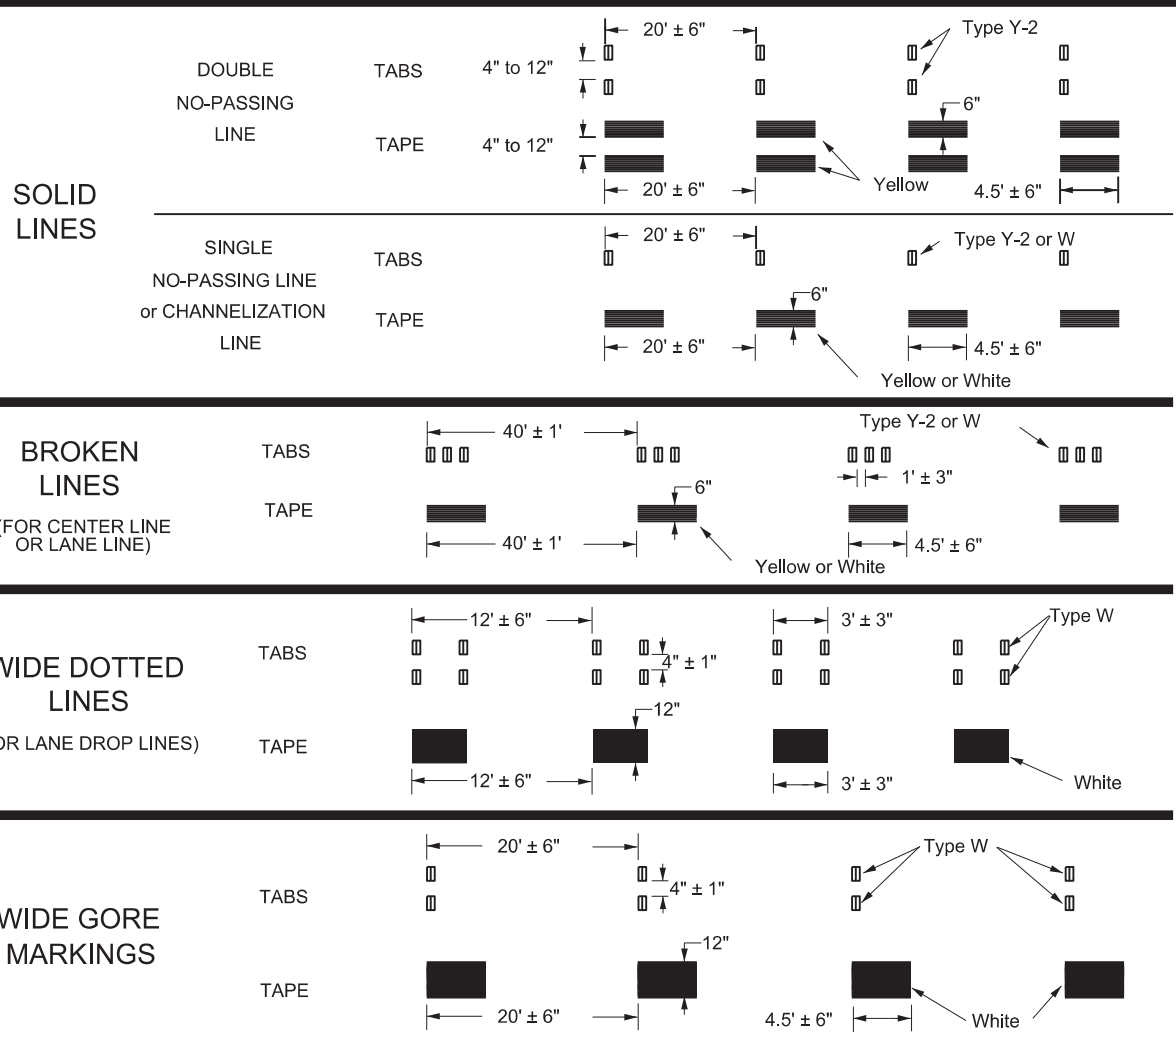 SOLID
LINES
DOUBLE
NO-PASSING
LINE
TABS
4" to 12"
20' ± 6"
Type Y-2
TAPE
4" to 12"
6"
20' ± 6"
Yellow
4.5' ± 6"
SINGLE
NO-PASSING LINE
or CHANNELIZATION
LINE
TABS
20' ± 6"
Type Y-2 or W
TAPE
6"
20' ± 6"
4.5' ± 6"
Yellow or White
BROKEN
LINES
(FOR CENTER LINE
OR LANE LINE)
TABS
40' ± 1'
Type Y-2 or W
1' ± 3"
TAPE
6"
40' ± 1'
4.5' ± 6"
Yellow or White
WIDE DOTTED
LINES
OR LANE DROP LINES)
TABS
12' ± 6"
3' ± 3"
Type W
4" ± 1"
TAPE
12"
12' ± 6"
3' ± 3"
White
WIDE GORE
MARKINGS
TABS
20' ± 6"
Type W
4" ± 1"
TAPE
12"
20' ± 6"
4.5' ± 6"
White